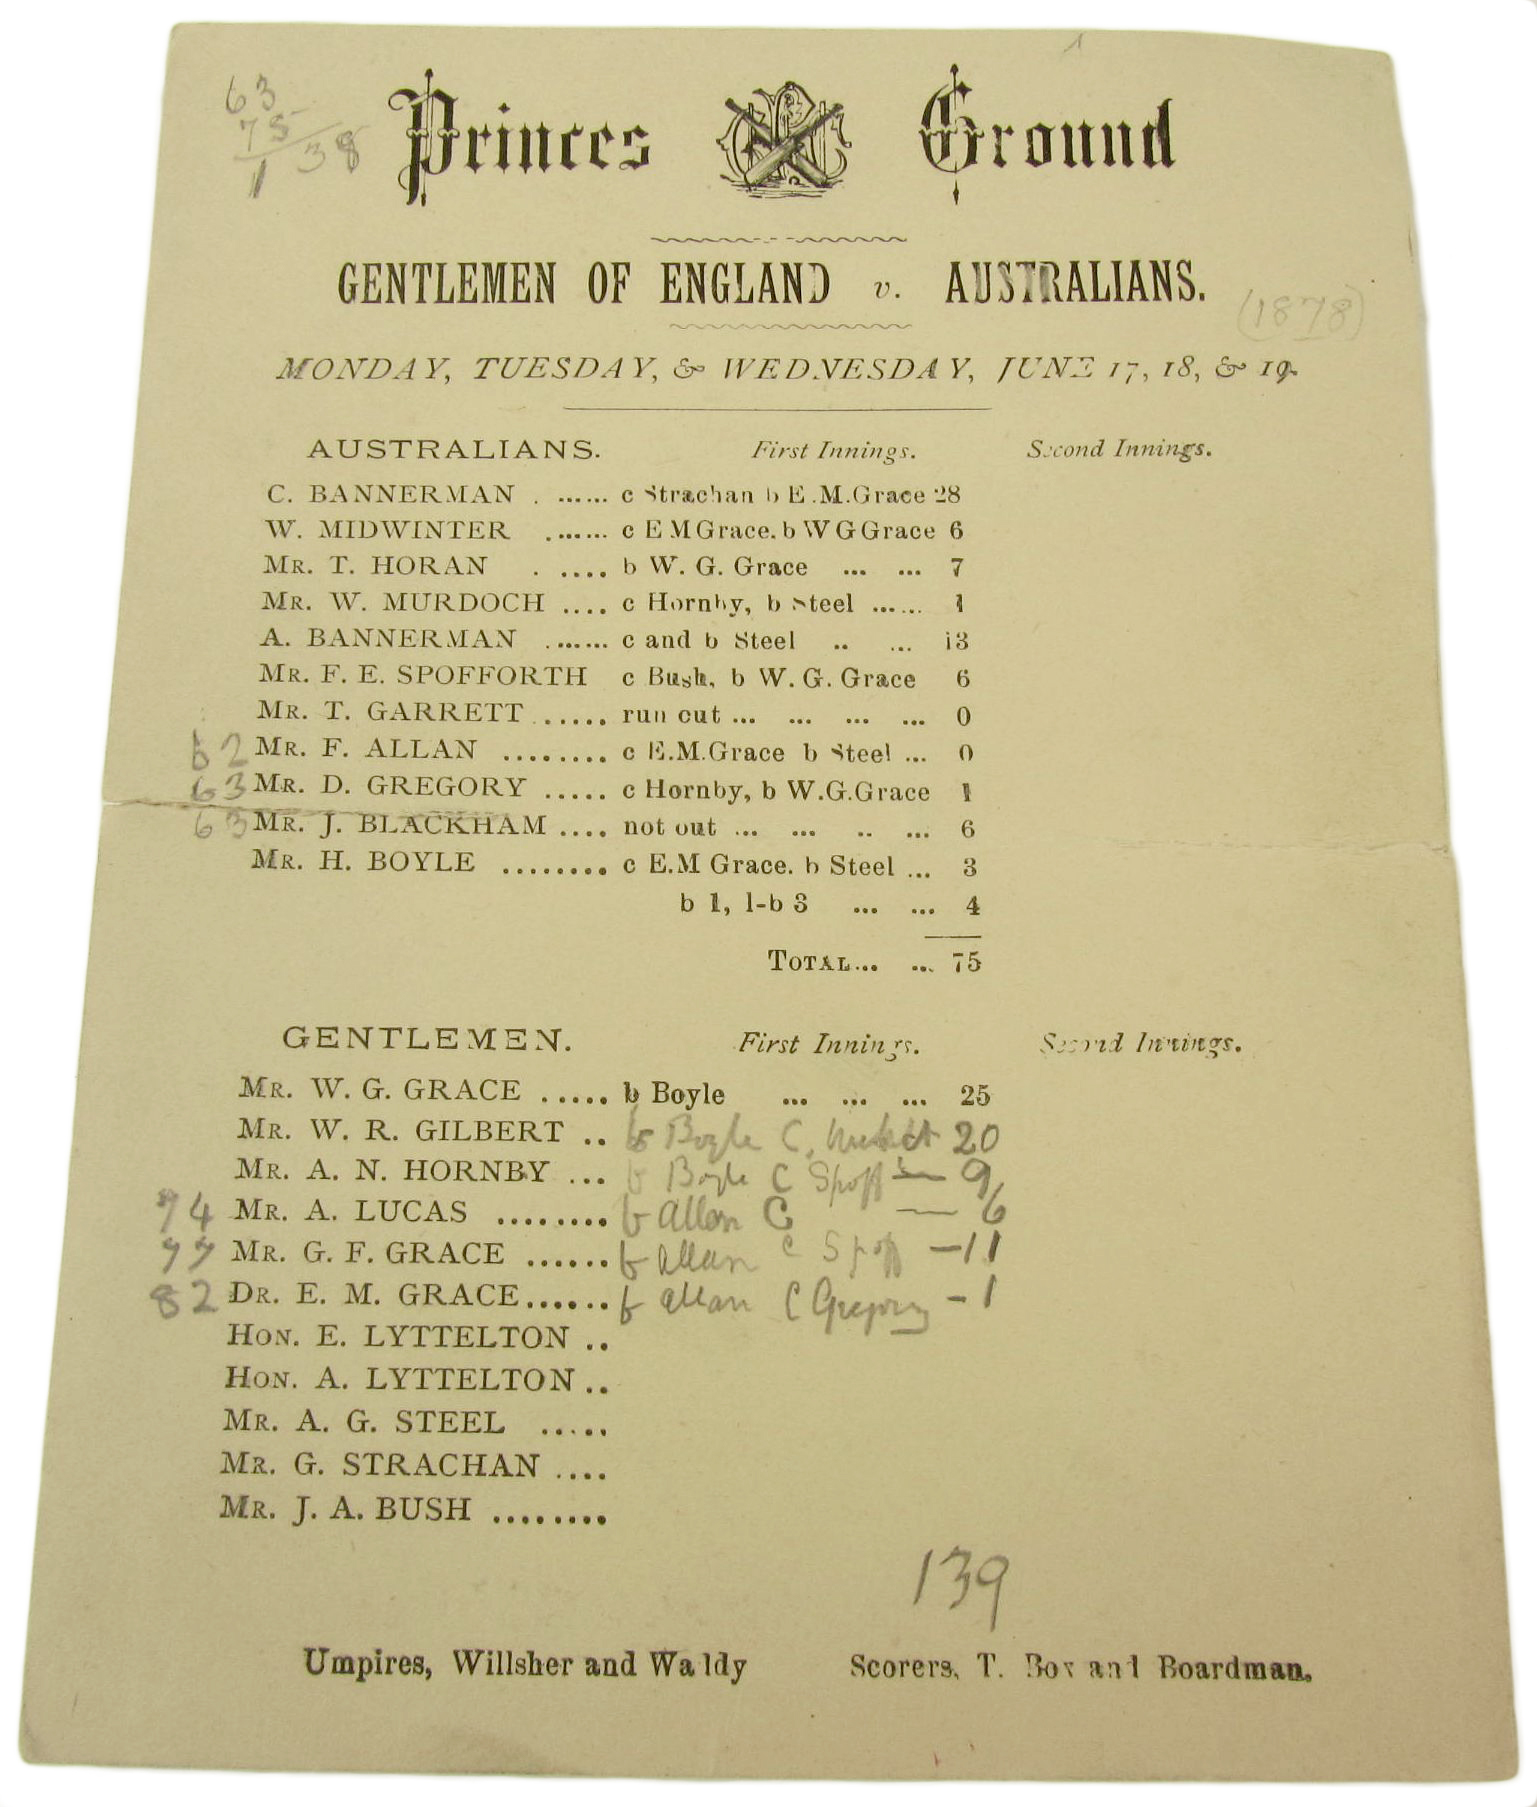 63
75
138
Princes Ground
GENTLEMEN OF ENGLAND v. AUSTRALIANS.
(1878)
MONDAY, TUESDAY, & WEDNESDAY, JUNE 17, 18, & 19.
AUSTRALIANS. First Innings. Second Innings.
C. BANNERMAN . ...... c Strachan b E.M.Grace 28
W. MIDWINTER ....... c E M Grace. b W G Grace 6
MR. T. HORAN . .... b W. G. Grace ... ... 7
MR. W. MURDOCH .... c Hornby, b Steel ...... 1
A. BANNERMAN ....... c and b Steel .. ... 13
MR. F. E. SPOFFORTH c Bush, b W. G. Grace 6
MR. T. GARRETT ...... run out ... ... ... ... 0
62 MR. F. ALLAN ......... c E.M.Grace b Steel ... 0
63 MR. D. GREGORY ..... c Hornby, b W.G.Grace 1
63 MR. J. BLACKHAM .... not out ... ... .. ... 6
MR. H. BOYLE ........ c E.M Grace. b Steel ... 3
b 1, l-b 3 ... ... 4
TOTAL... ... 75
GENTLEMEN. First Innings. Second Innings.
MR. W. G. GRACE ..... b Boyle ... ... ... 25
MR. W. R. GILBERT .. b Boyle C. 20
MR. A. N. HORNBY ... b Boyle C Spoff — 9
74 MR. A. LUCAS ........ b Allan C — 6
77 MR. G. F. GRACE ...... b Allan c Spoff — 11
82 DR. E. M. GRACE...... b Allan C Gregory - 1
HON. E. LYTTELTON ..
HON. A. LYTTELTON ..
MR. A. G. STEEL .....
MR. G. STRACHAN ....
MR. J. A. BUSH ........
139
Umpires, Willsher and Waldy Scorers, T. Box and Boardman.